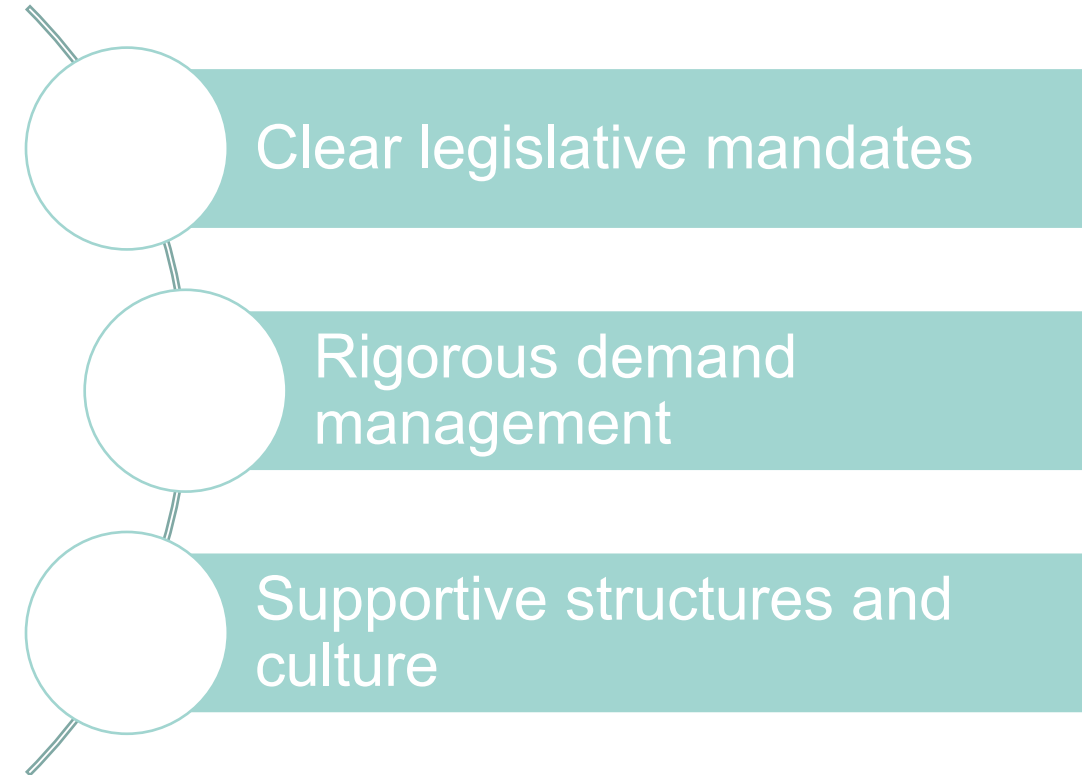 Clear legislative mandates
Rigorous demand
management
Supportive structures and
culture